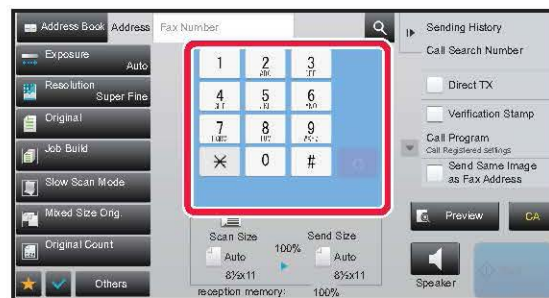 Address Book Address Fax Number
Exposure
Auto
Resolution
Super Fine
Original
Job Build
Slow Scan Mode
Mixed Size Orig.
Original Count
Others
1 2 3
4 5 6
7 8 9
* 0 #
Scan Size 100% Send Size
Auto Auto
8½x11 8½x11
reception memory: 100%
Sending History
Call Search Number
Direct TX
Verification Stamp
Call Program
Call Registered settings
Send Same Image
as Fax Address
Preview CA
Speaker